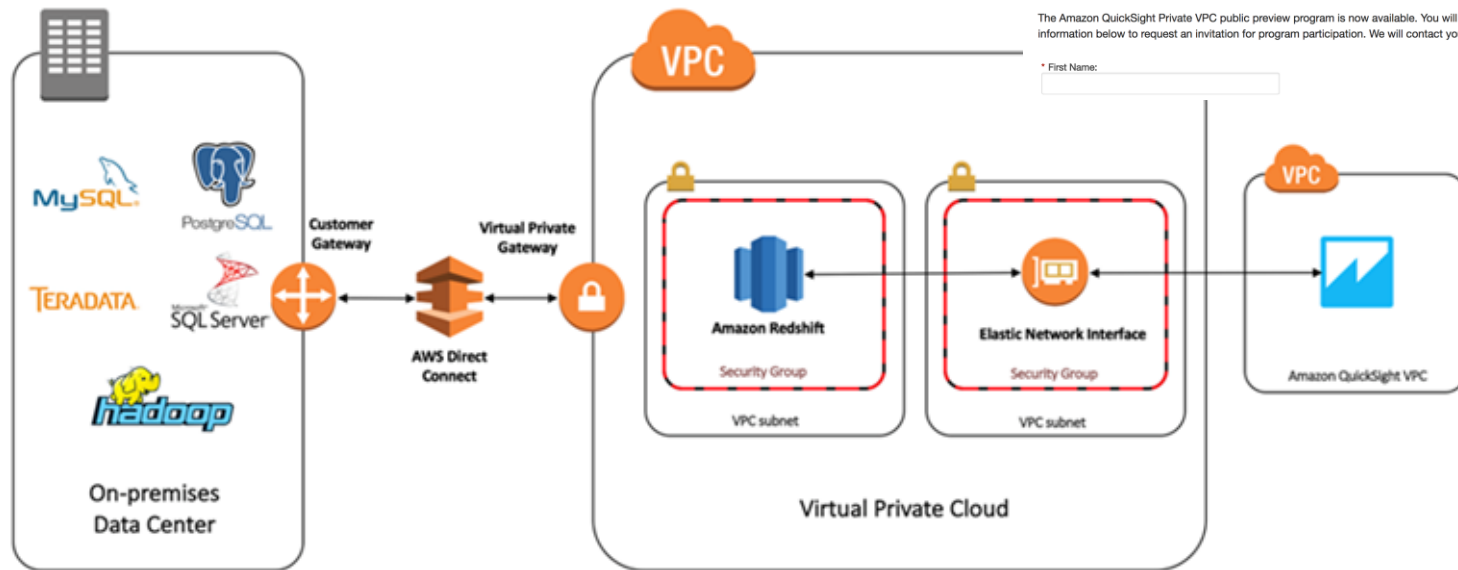 The Amazon QuickSight Private VPC public preview program is now available. You will
information below to request an invitation for program participation. We will contact yo
* First Name:
VPC
VPC
MySQL®
PostgreSQL
Customer
Gateway
Virtual Private
Gateway
TERADATA
Microsoft®
SQL Server®
AWS Direct
Connect
hadoop
On-premises
Data Center
Amazon Redshift
Security Group
VPC subnet
Elastic Network Interface
Security Group
VPC subnet
Virtual Private Cloud
Amazon QuickSight VPC